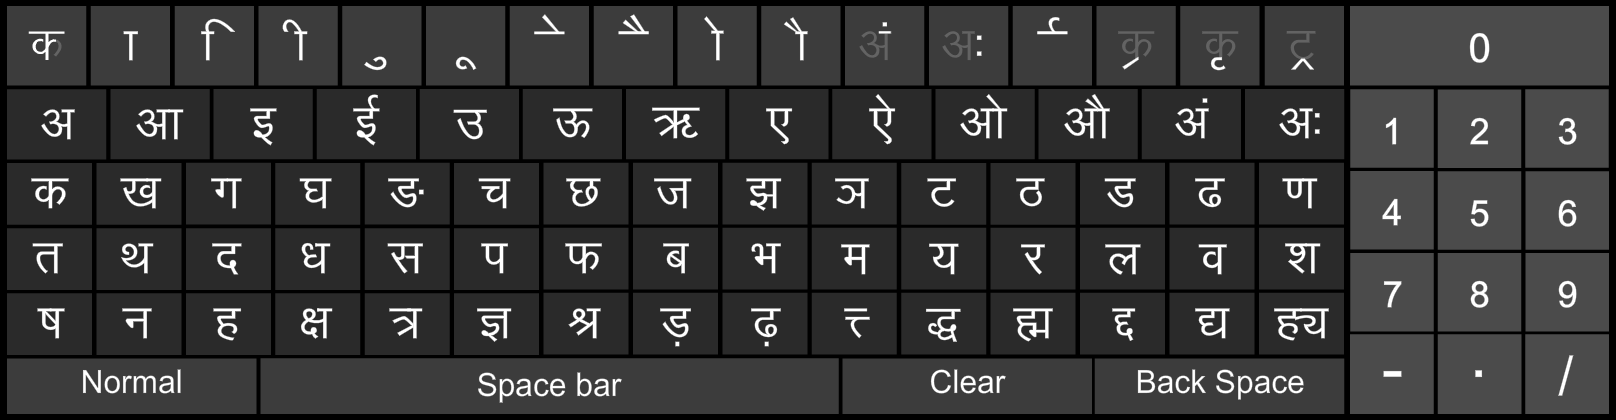 क ा ि ी ु ू े ै ो ौ अं अः र्‍ क्र कृ ट्र 0
अ आ इ ई उ ऊ ऋ ए ऐ ओ औ अं अः 1 2 3
क ख ग घ ङ च छ ज झ ञ ट ठ ड ढ ण 4 5 6
त थ द ध स प फ ब भ म य र ल व श 7 8 9
ष न ह क्ष त्र ज्ञ श्र ड़ ढ़ त्त द्ध ह्म द्द द्य ह्य
Normal Space bar Clear Back Space - . /